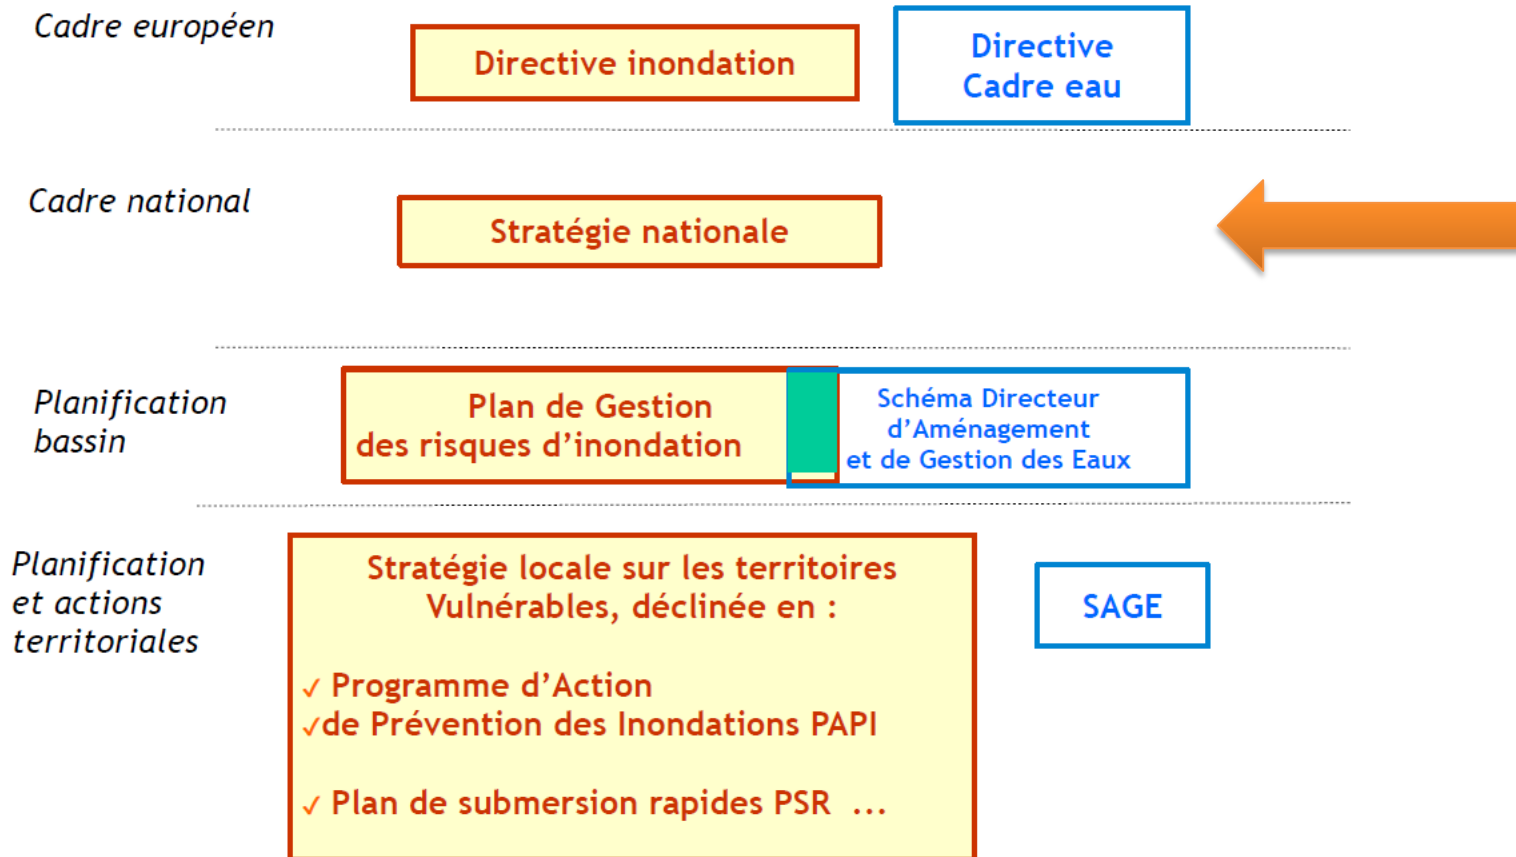 Cadre européen
Directive inondation
Directive
Cadre eau
Cadre national
Stratégie nationale
Planification
bassin
Plan de Gestion
des risques d’inondation
Schéma Directeur
d’Aménagement
et de Gestion des Eaux
Planification
et actions
territoriales
Stratégie locale sur les territoires
Vulnérables, déclinée en :
✓ Programme d’Action
✓de Prévention des Inondations PAPI
✓ Plan de submersion rapides PSR ...
SAGE